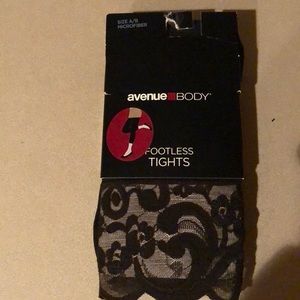 SIZE A/B
MICROFIBER
avenue BODY
FOOTLESS
TIGHTS